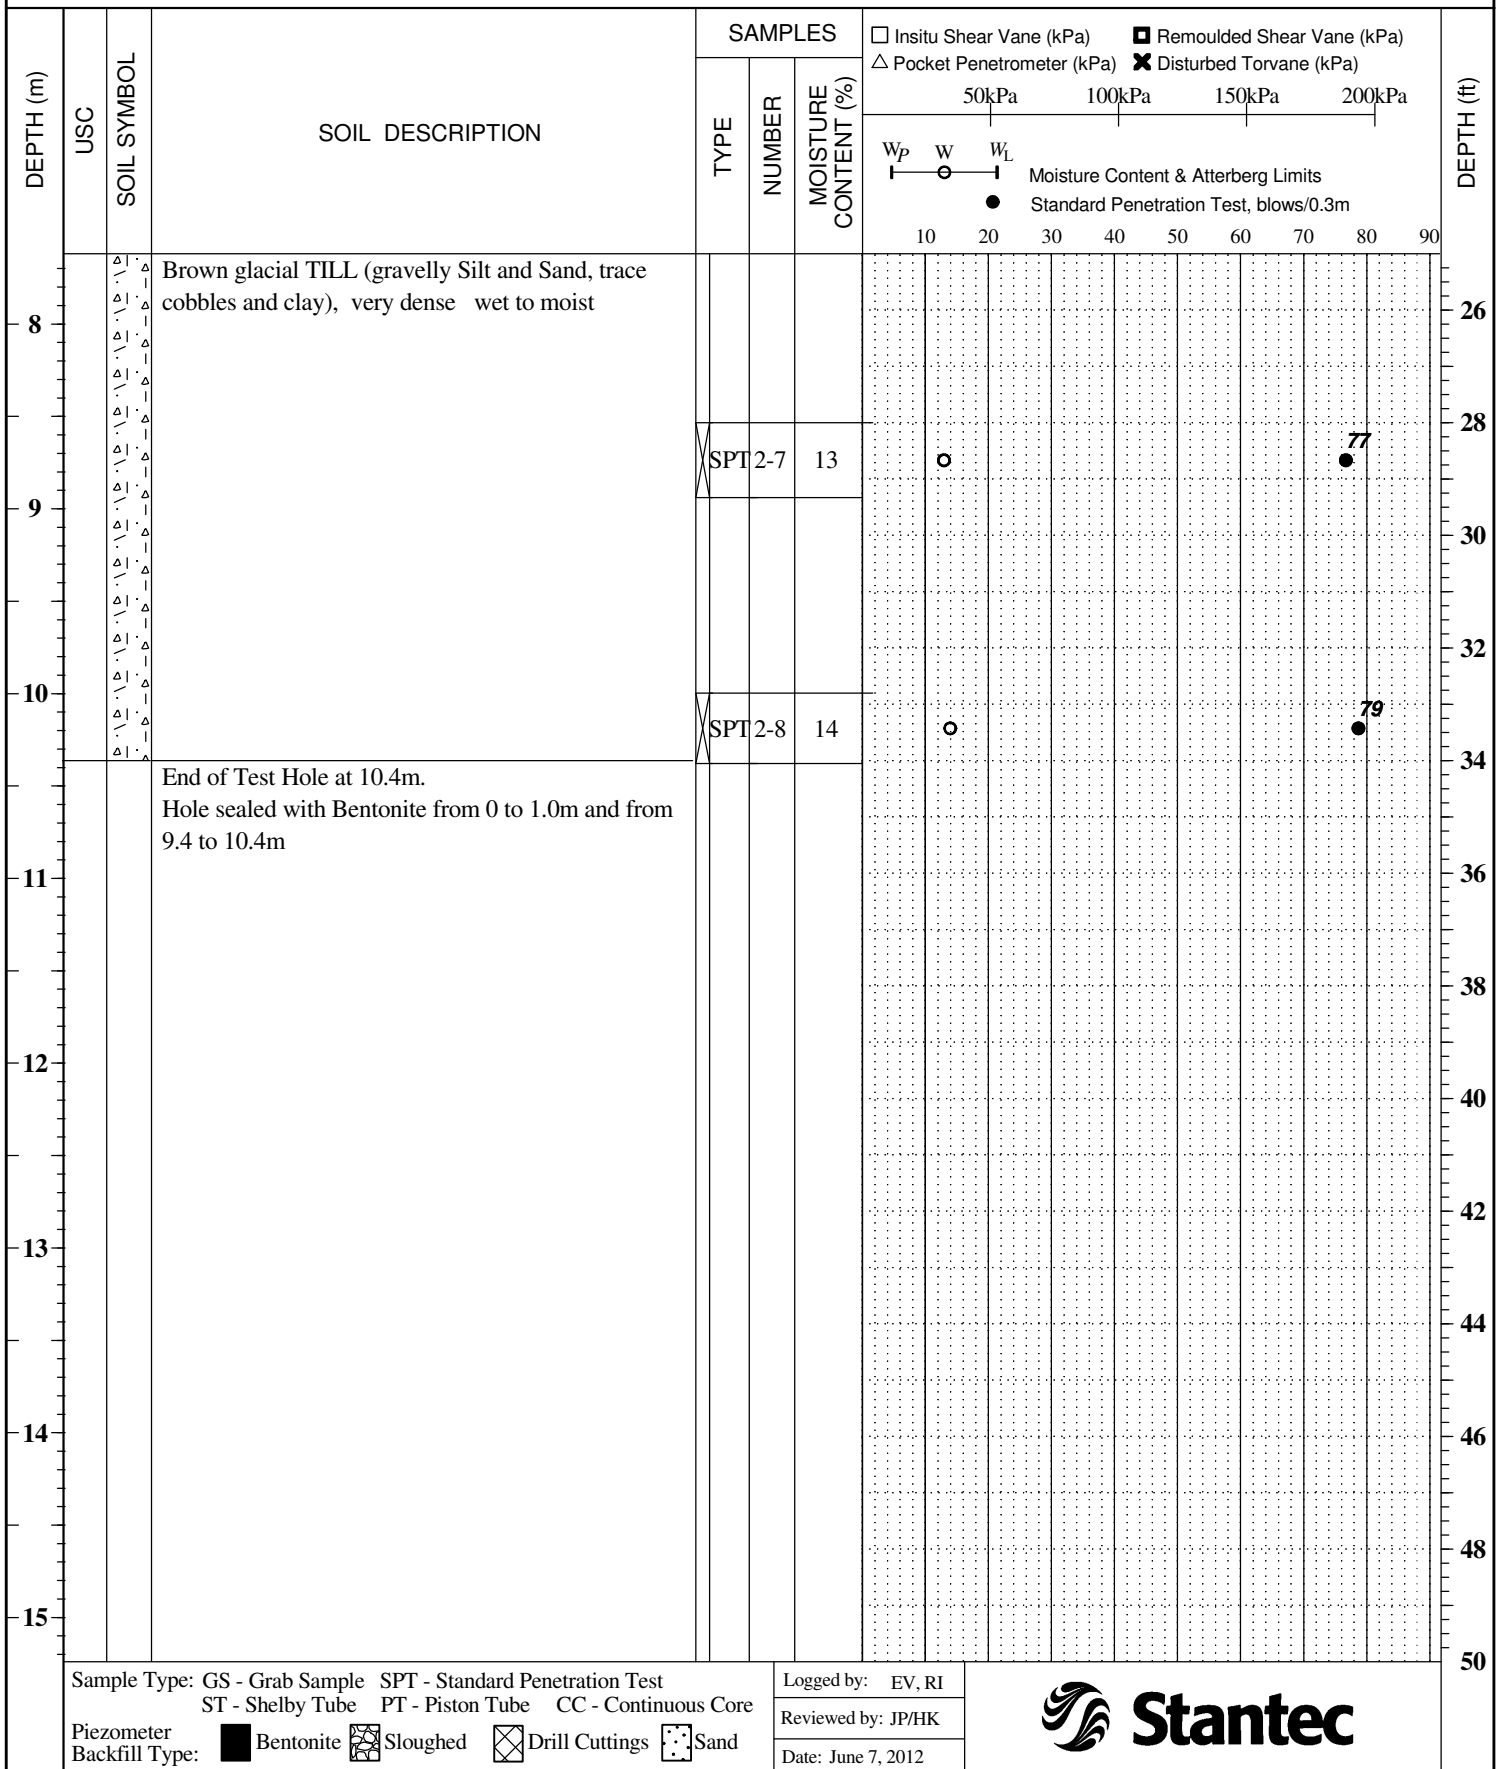 DEPTH (m)
USC
SOIL SYMBOL
SOIL DESCRIPTION
SAMPLES
TYPE
NUMBER
MOISTURE
CONTENT (%)
Insitu Shear Vane (kPa) Remoulded Shear Vane (kPa)
Pocket Penetrometer (kPa) Disturbed Torvane (kPa)
50kPa 100kPa 150kPa 200kPa
WP W WL
Moisture Content & Atterberg Limits
Standard Penetration Test, blows/0.3m
10 20 30 40 50 60 70 80 90
DEPTH (ft)
Brown glacial TILL (gravelly Silt and Sand, trace
cobbles and clay), very dense wet to moist
8
26
28
SPT 2-7 13
77
9
30
32
10
SPT 2-8 14
79
34
End of Test Hole at 10.4m.
Hole sealed with Bentonite from 0 to 1.0m and from
9.4 to 10.4m
11
36
38
12
40
42
13
44
14
46
48
15
50
Sample Type: GS - Grab Sample SPT - Standard Penetration Test
ST - Shelby Tube PT - Piston Tube CC - Continuous Core
Piezometer
Backfill Type:
Bentonite Sloughed Drill Cuttings Sand
Logged by: EV, RI
Reviewed by: JP/HK
Date: June 7, 2012
Stantec